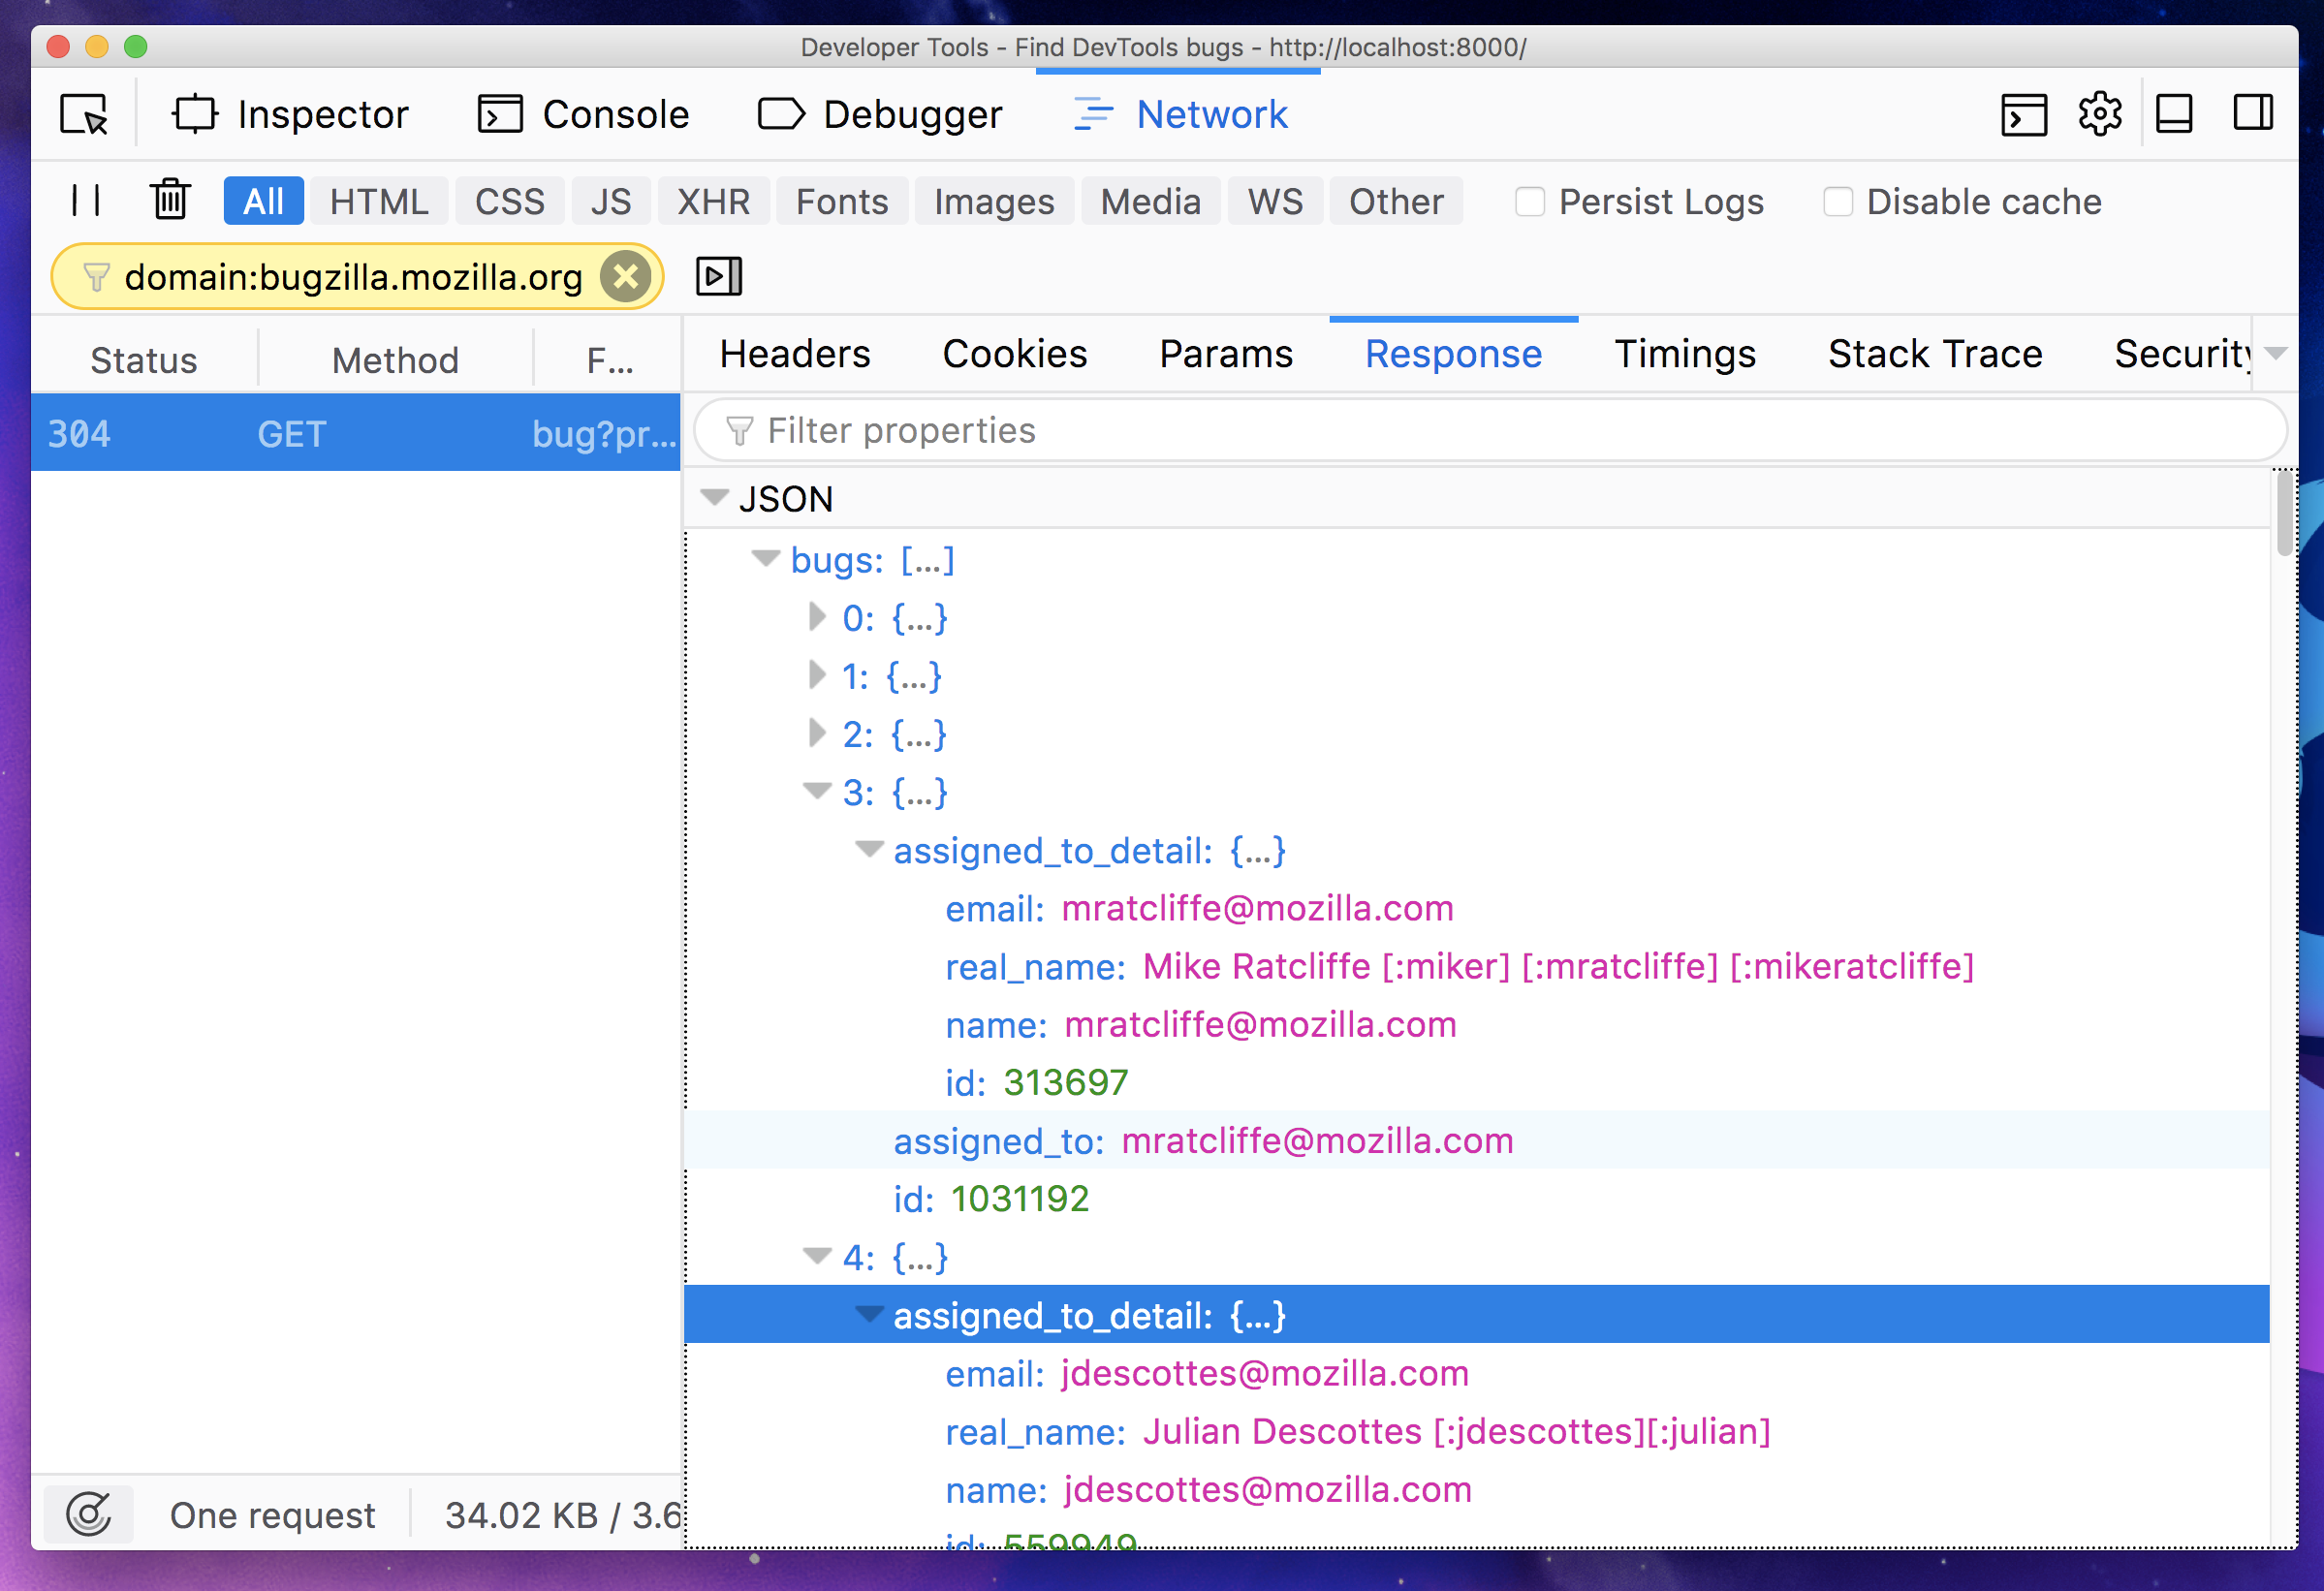 Developer Tools - Find DevTools bugs - http://localhost:8000/
Inspector Console Debugger Network
All HTML CSS JS XHR Fonts Images Media WS Other Persist Logs Disable cache
domain:bugzilla.mozilla.org
Status Method F...
304 GET bug?pr...
Headers Cookies Params Response Timings Stack Trace Security
Filter properties
JSON
bugs: [...]
0: {...}
1: {...}
2: {...}
3: {...}
assigned_to_detail: {...}
email: mratcliffe@mozilla.com
real_name: Mike Ratcliffe [:miker] [:mratcliffe] [:mikeratcliffe]
name: mratcliffe@mozilla.com
id: 313697
assigned_to: mratcliffe@mozilla.com
id: 1031192
4: {...}
assigned_to_detail: {...}
email: jdescottes@mozilla.com
real_name: Julian Descottes [:jdescottes][:julian]
name: jdescottes@mozilla.com
id: 559949
One request 34.02 KB / 3.6